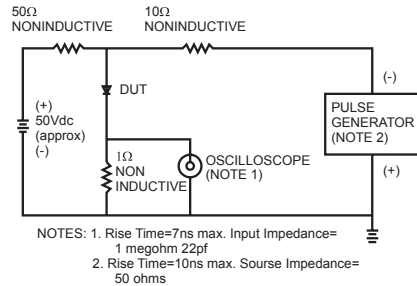 50Ω
NONINDUCTIVE
10Ω
NONINDUCTIVE
(+)
50Vdc
(approx)
(-)
DUT
1Ω
NON
INDUCTIVE
OSCILLOSCOPE
(NOTE 1)
(-)
PULSE
GENERATOR
(NOTE 2)
(+)
NOTES: 1. Rise Time=7ns max. Input Impedance=
1 megohm 22pf
2. Rise Time=10ns max. Sourse Impedance=
50 ohms